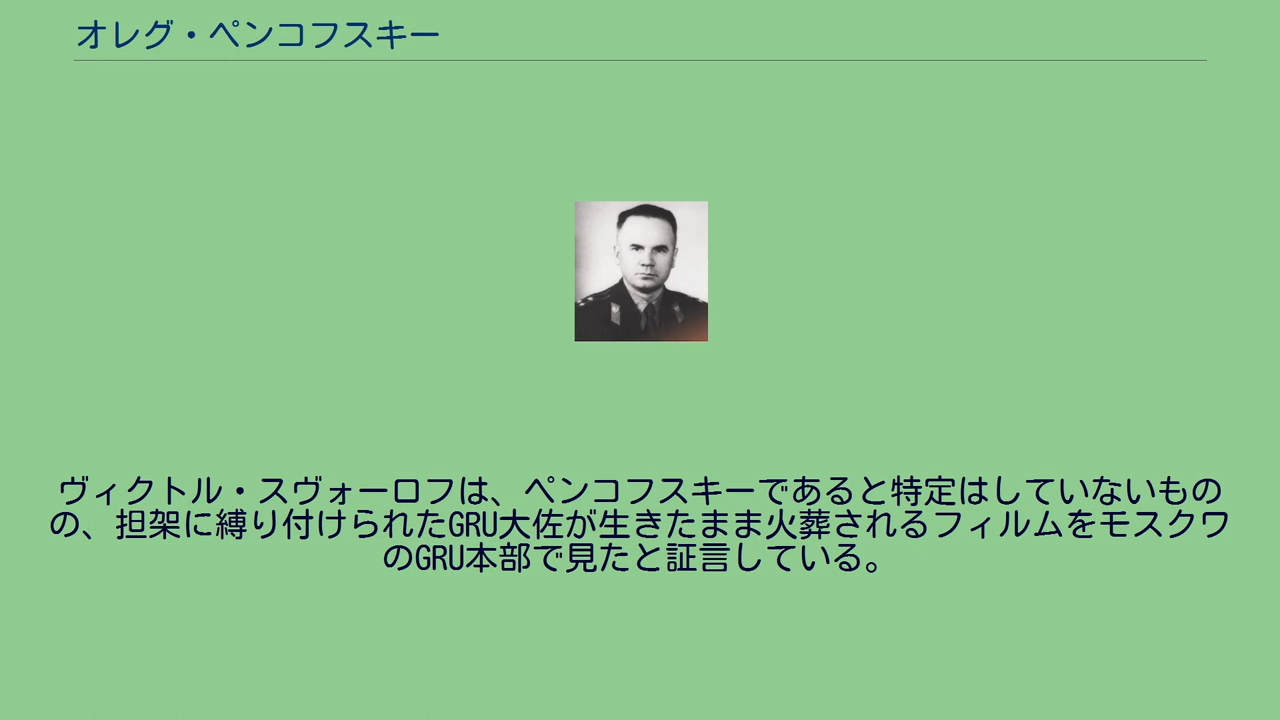 オレグ・ペンコフスキー
ヴィクトル・スヴォーロフは、ペンコフスキーであると特定はしていないもの
の、担架に縛り付けられたGRU大佐が生きたまま火葬されるフィルムをモスクワ
のGRU本部で見たと証言している。